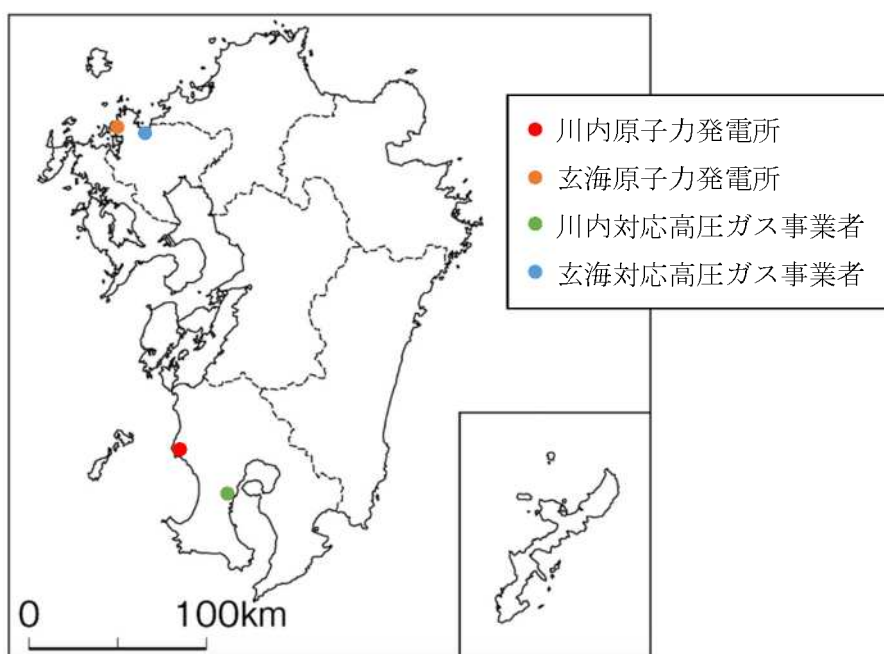 川内原子力発電所
玄海原子力発電所
川内対応高圧ガス事業者
玄海対応高圧ガス事業者
0 100km